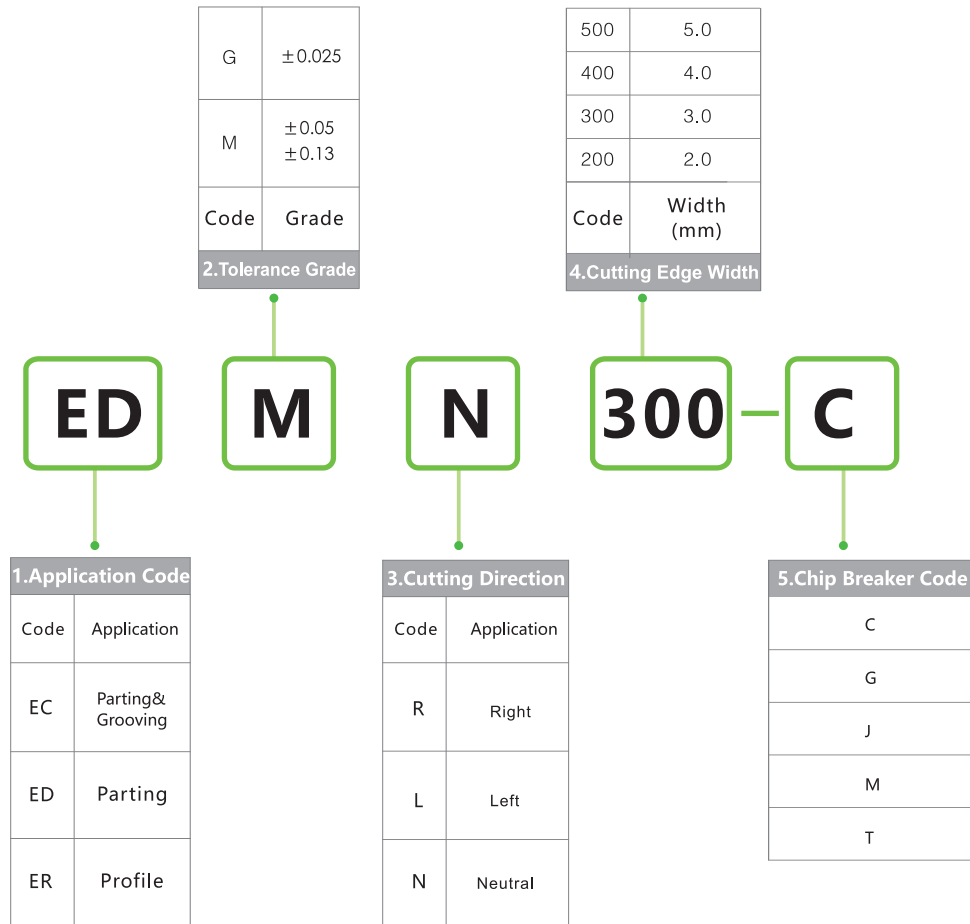 G ±0.025
M ±0.05
±0.13
Code Grade
2.Tolerance Grade
500 5.0
400 4.0
300 3.0
200 2.0
Code Width
(mm)
4.Cutting Edge Width
ED M N 300 — C
1.Application Code
Code Application
EC Parting&
Grooving
ED Parting
ER Profile
3.Cutting Direction
Code Application
R Right
L Left
N Neutral
5.Chip Breaker Code
C
G
J
M
T